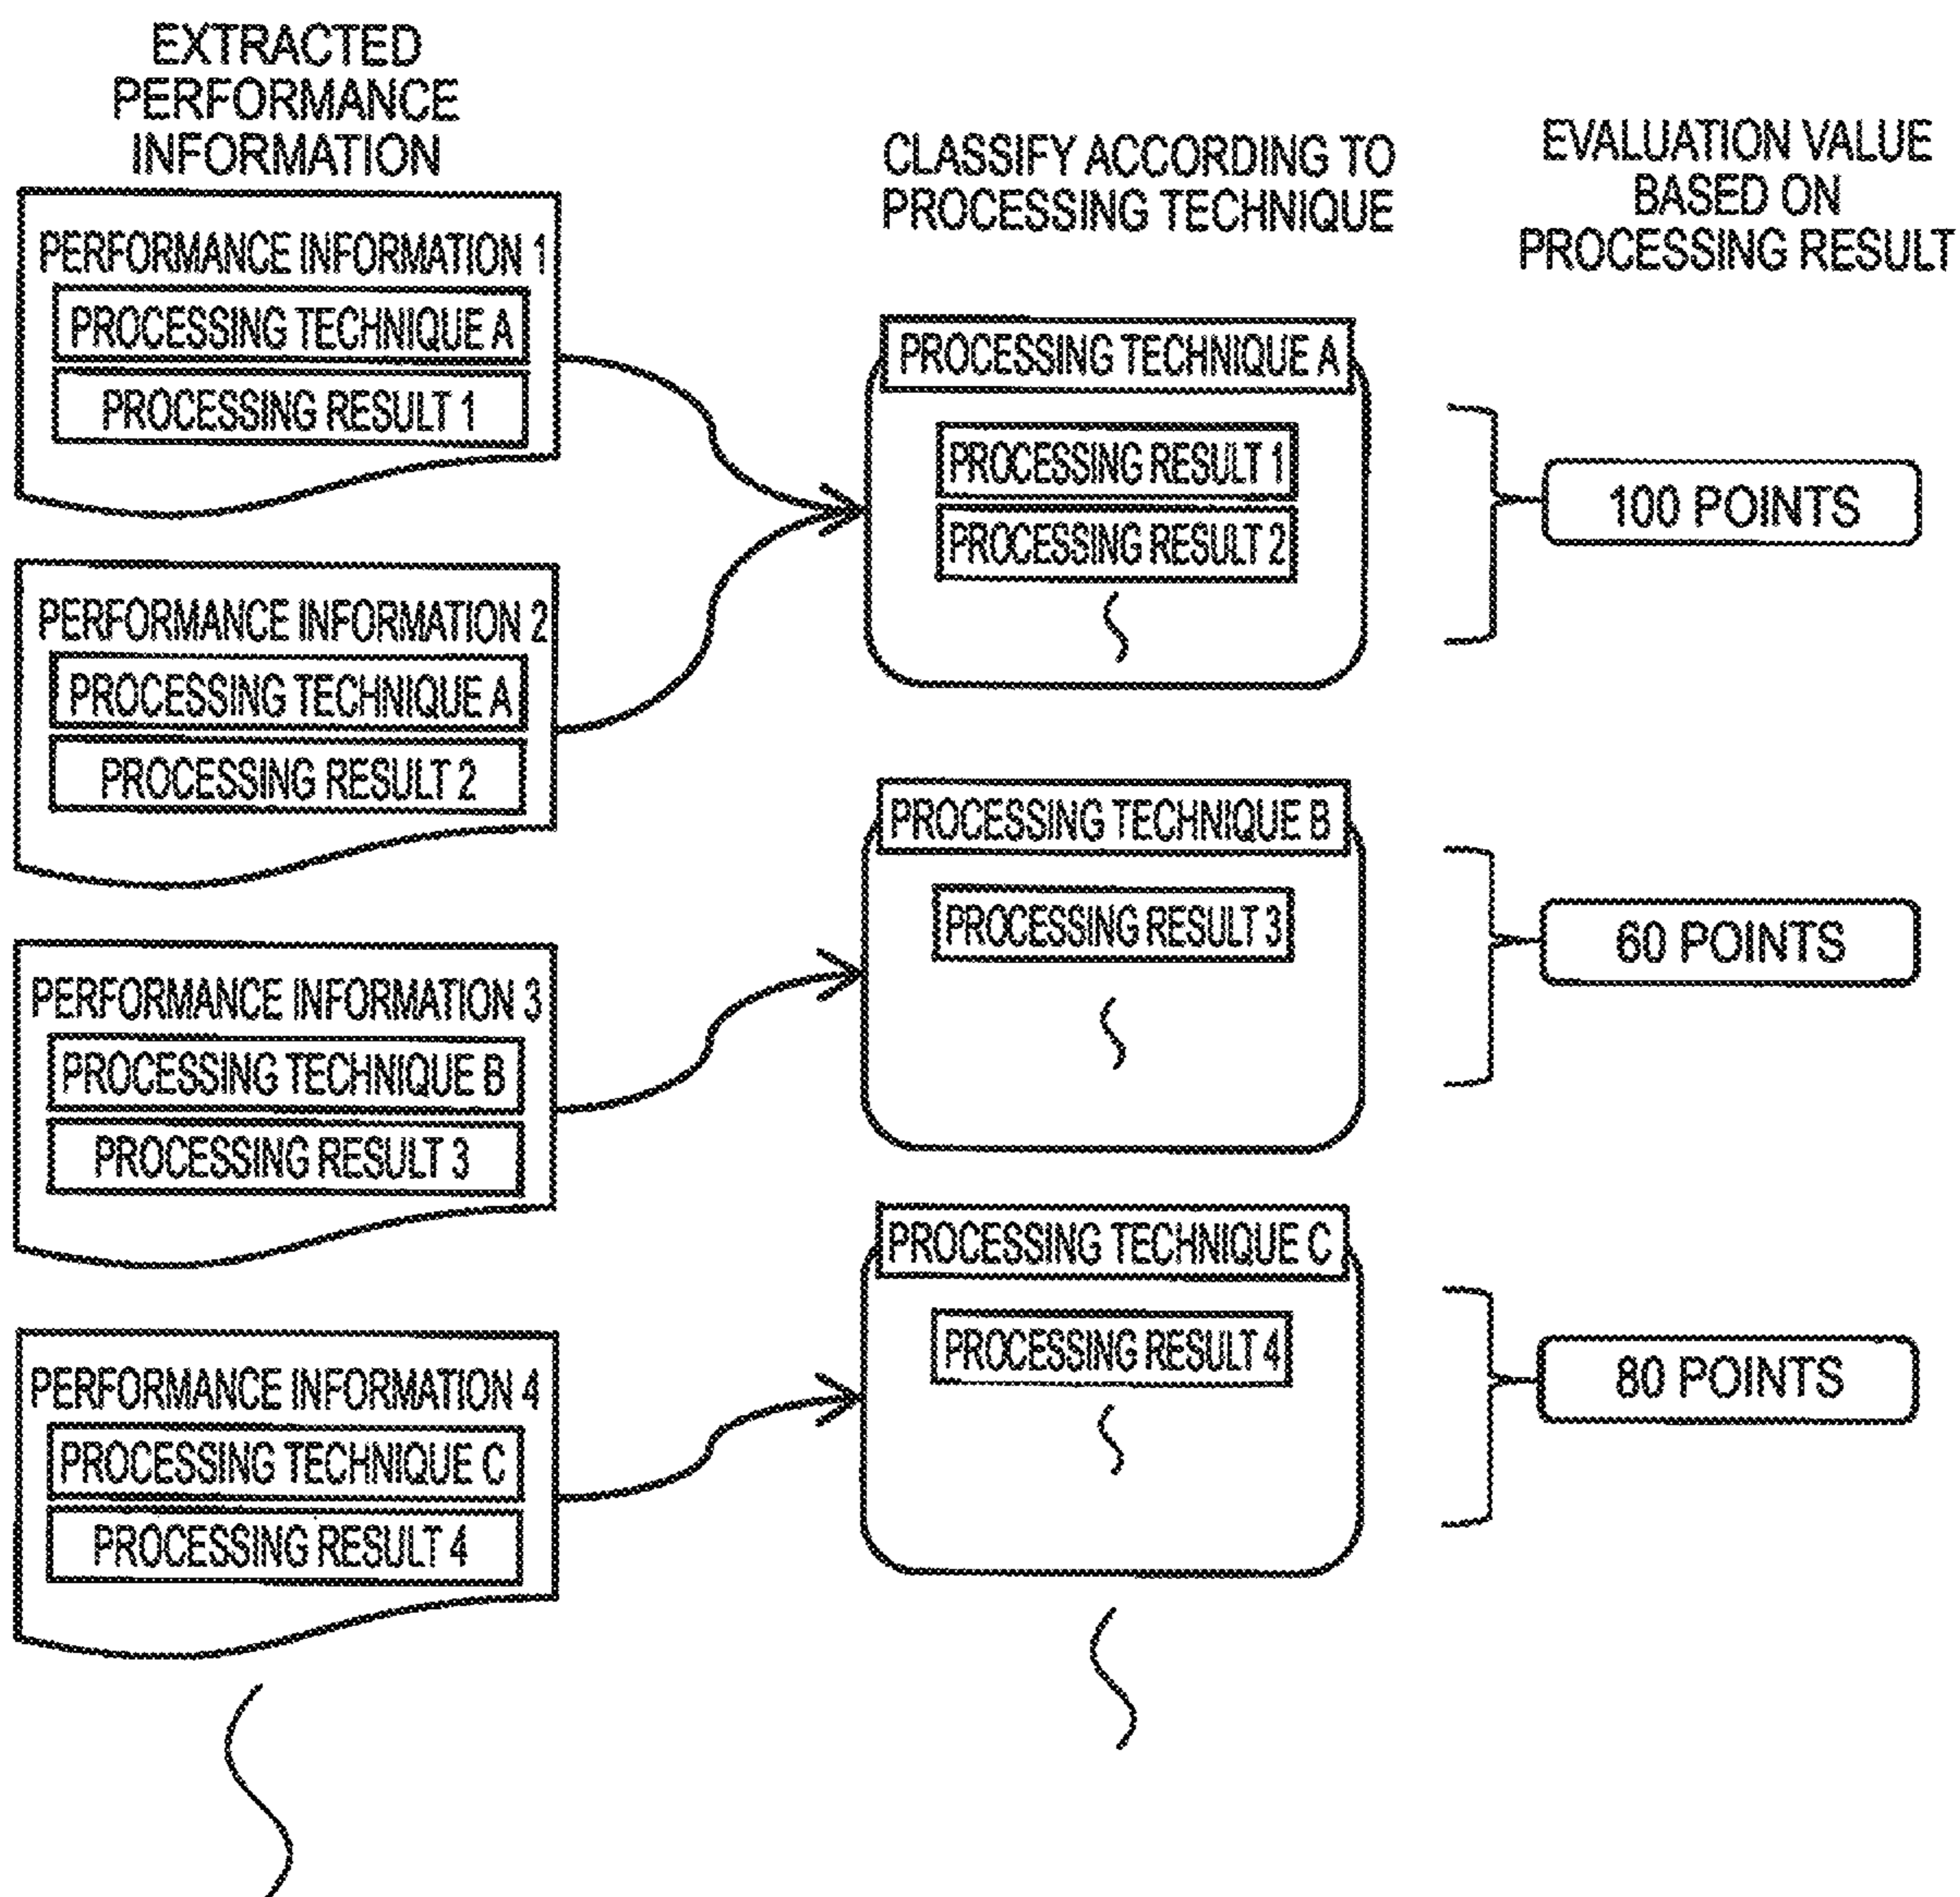 EXTRACTED
PERFORMANCE
INFORMATION
CLASSIFY ACCORDING TO
PROCESSING TECHNIQUE
EVALUATION VALUE
BASED ON
PROCESSING RESULT
PERFORMANCE INFORMATION 1
PROCESSING TECHNIQUE A
PROCESSING RESULT 1
PERFORMANCE INFORMATION 2
PROCESSING TECHNIQUE A
PROCESSING RESULT 2
PERFORMANCE INFORMATION 3
PROCESSING TECHNIQUE B
PROCESSING RESULT 3
PERFORMANCE INFORMATION 4
PROCESSING TECHNIQUE C
PROCESSING RESULT 4
PROCESSING TECHNIQUE A
PROCESSING RESULT 1
PROCESSING RESULT 2
PROCESSING TECHNIQUE B
PROCESSING RESULT 3
PROCESSING TECHNIQUE C
PROCESSING RESULT 4
100 POINTS
60 POINTS
80 POINTS